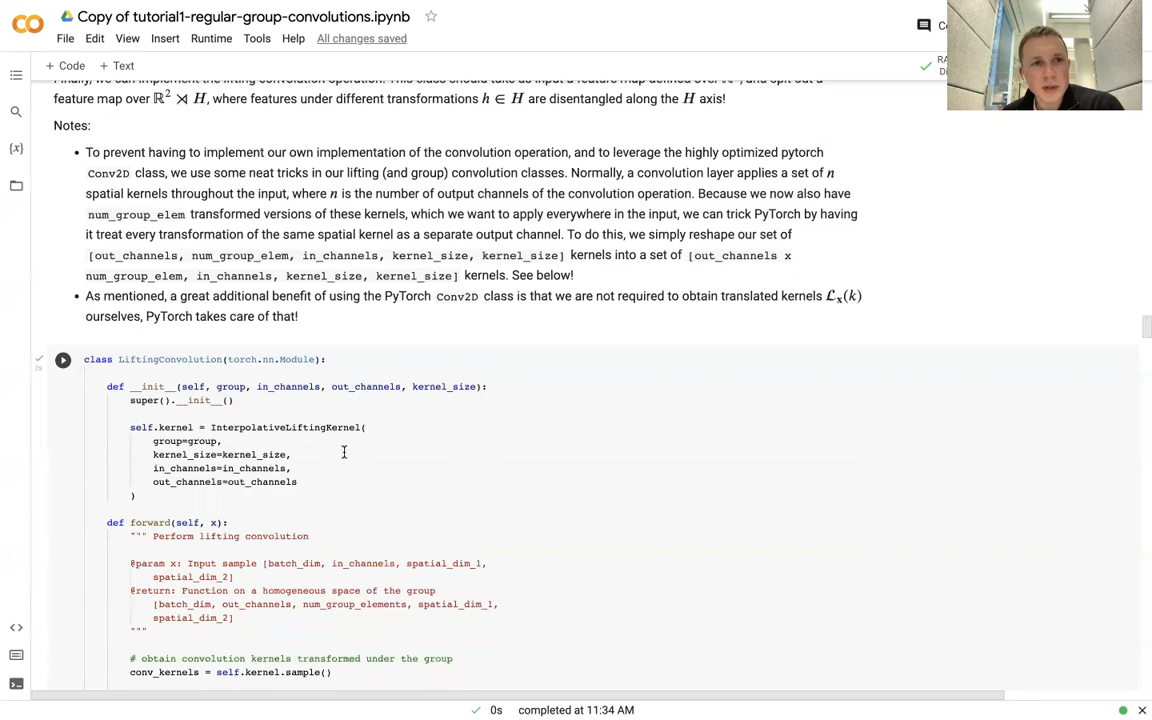 Copy of tutorial1-regular-group-convolutions.ipynb
File Edit View Insert Runtime Tools Help All changes saved
+ Code + Text
feature map over ℝ² ⋊ H, where features under different transformations h ∈ H are disentangled along the H axis!
Notes:
• To prevent having to implement our own implementation of the convolution operation, and to leverage the highly optimized pytorch
Conv2D class, we use some neat tricks in our lifting (and group) convolution classes. Normally, a convolution layer applies a set of n
spatial kernels throughout the input, where n is the number of output channels of the convolution operation. Because we now also have
num_group_elem transformed versions of these kernels, which we want to apply everywhere in the input, we can trick PyTorch by having
it treat every transformation of the same spatial kernel as a separate output channel. To do this, we simply reshape our set of
[out_channels, num_group_elem, in_channels, kernel_size, kernel_size] kernels into a set of [out_channels x
num_group_elem, in_channels, kernel_size, kernel_size] kernels. See below!
• As mentioned, a great additional benefit of using the PyTorch Conv2D class is that we are not required to obtain translated kernels ℒₓ(k)
ourselves, PyTorch takes care of that!
class LiftingConvolution(torch.nn.Module):
def __init__(self, group, in_channels, out_channels, kernel_size):
super().__init__()
self.kernel = InterpolativeLiftingKernel(
group=group,
kernel_size=kernel_size,
in_channels=in_channels,
out_channels=out_channels
)
def forward(self, x):
""" Perform lifting convolution
@param x: Input sample [batch_dim, in_channels, spatial_dim_1,
spatial_dim_2]
@return: Function on a homogeneous space of the group
[batch_dim, out_channels, num_group_elements, spatial_dim_1,
spatial_dim_2]
"""
# obtain convolution kernels transformed under the group
conv_kernels = self.kernel.sample()
0s completed at 11:34 AM